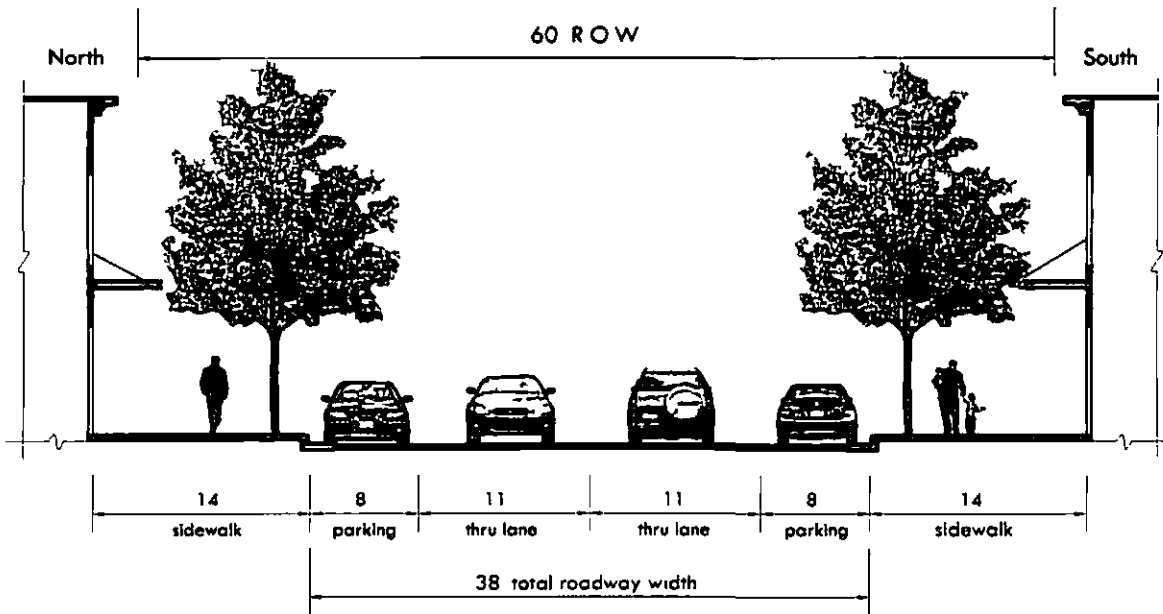 60 ROW
North
South
14
8
11
11
8
14
sidewalk
parking
thru lane
thru lane
parking
sidewalk
38 total roadway width